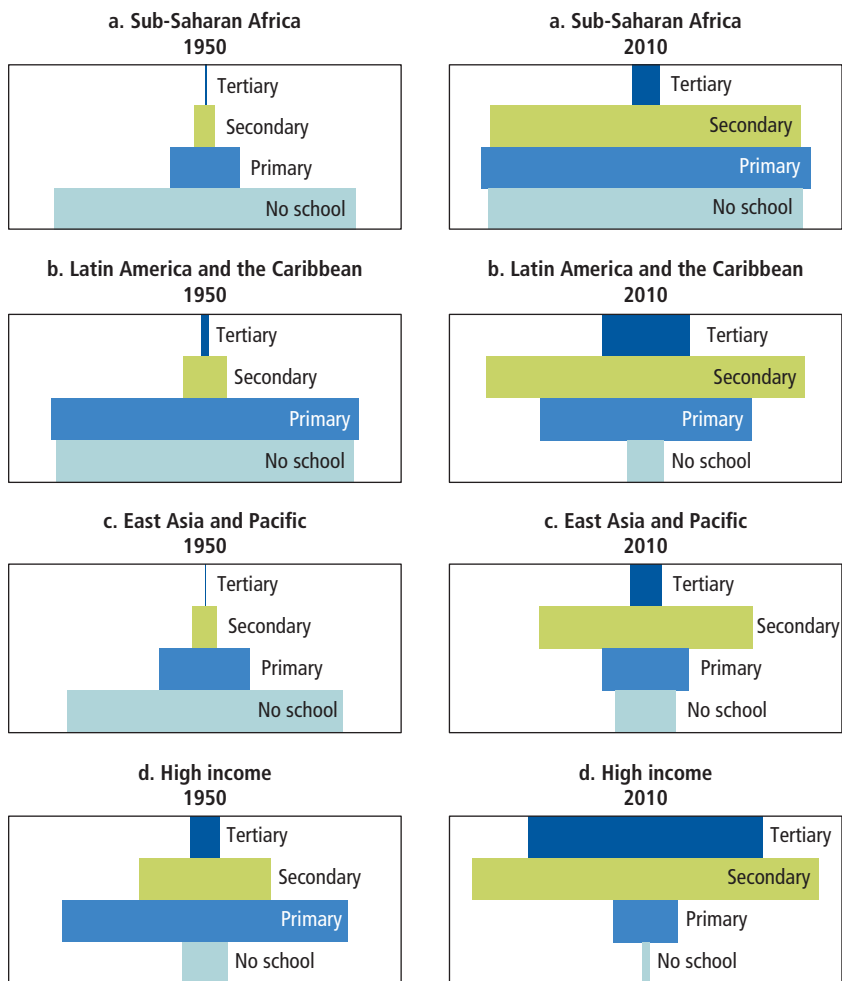 a. Sub-Saharan Africa
1950
Tertiary
Secondary
Primary
No school
a. Sub-Saharan Africa
2010
Tertiary
Secondary
Primary
No school
b. Latin America and the Caribbean
1950
Tertiary
Secondary
Primary
No school
b. Latin America and the Caribbean
2010
Tertiary
Secondary
Primary
No school
c. East Asia and Pacific
1950
Tertiary
Secondary
Primary
No school
c. East Asia and Pacific
2010
Tertiary
Secondary
Primary
No school
d. High income
1950
Tertiary
Secondary
Primary
No school
d. High income
2010
Tertiary
Secondary
Primary
No school